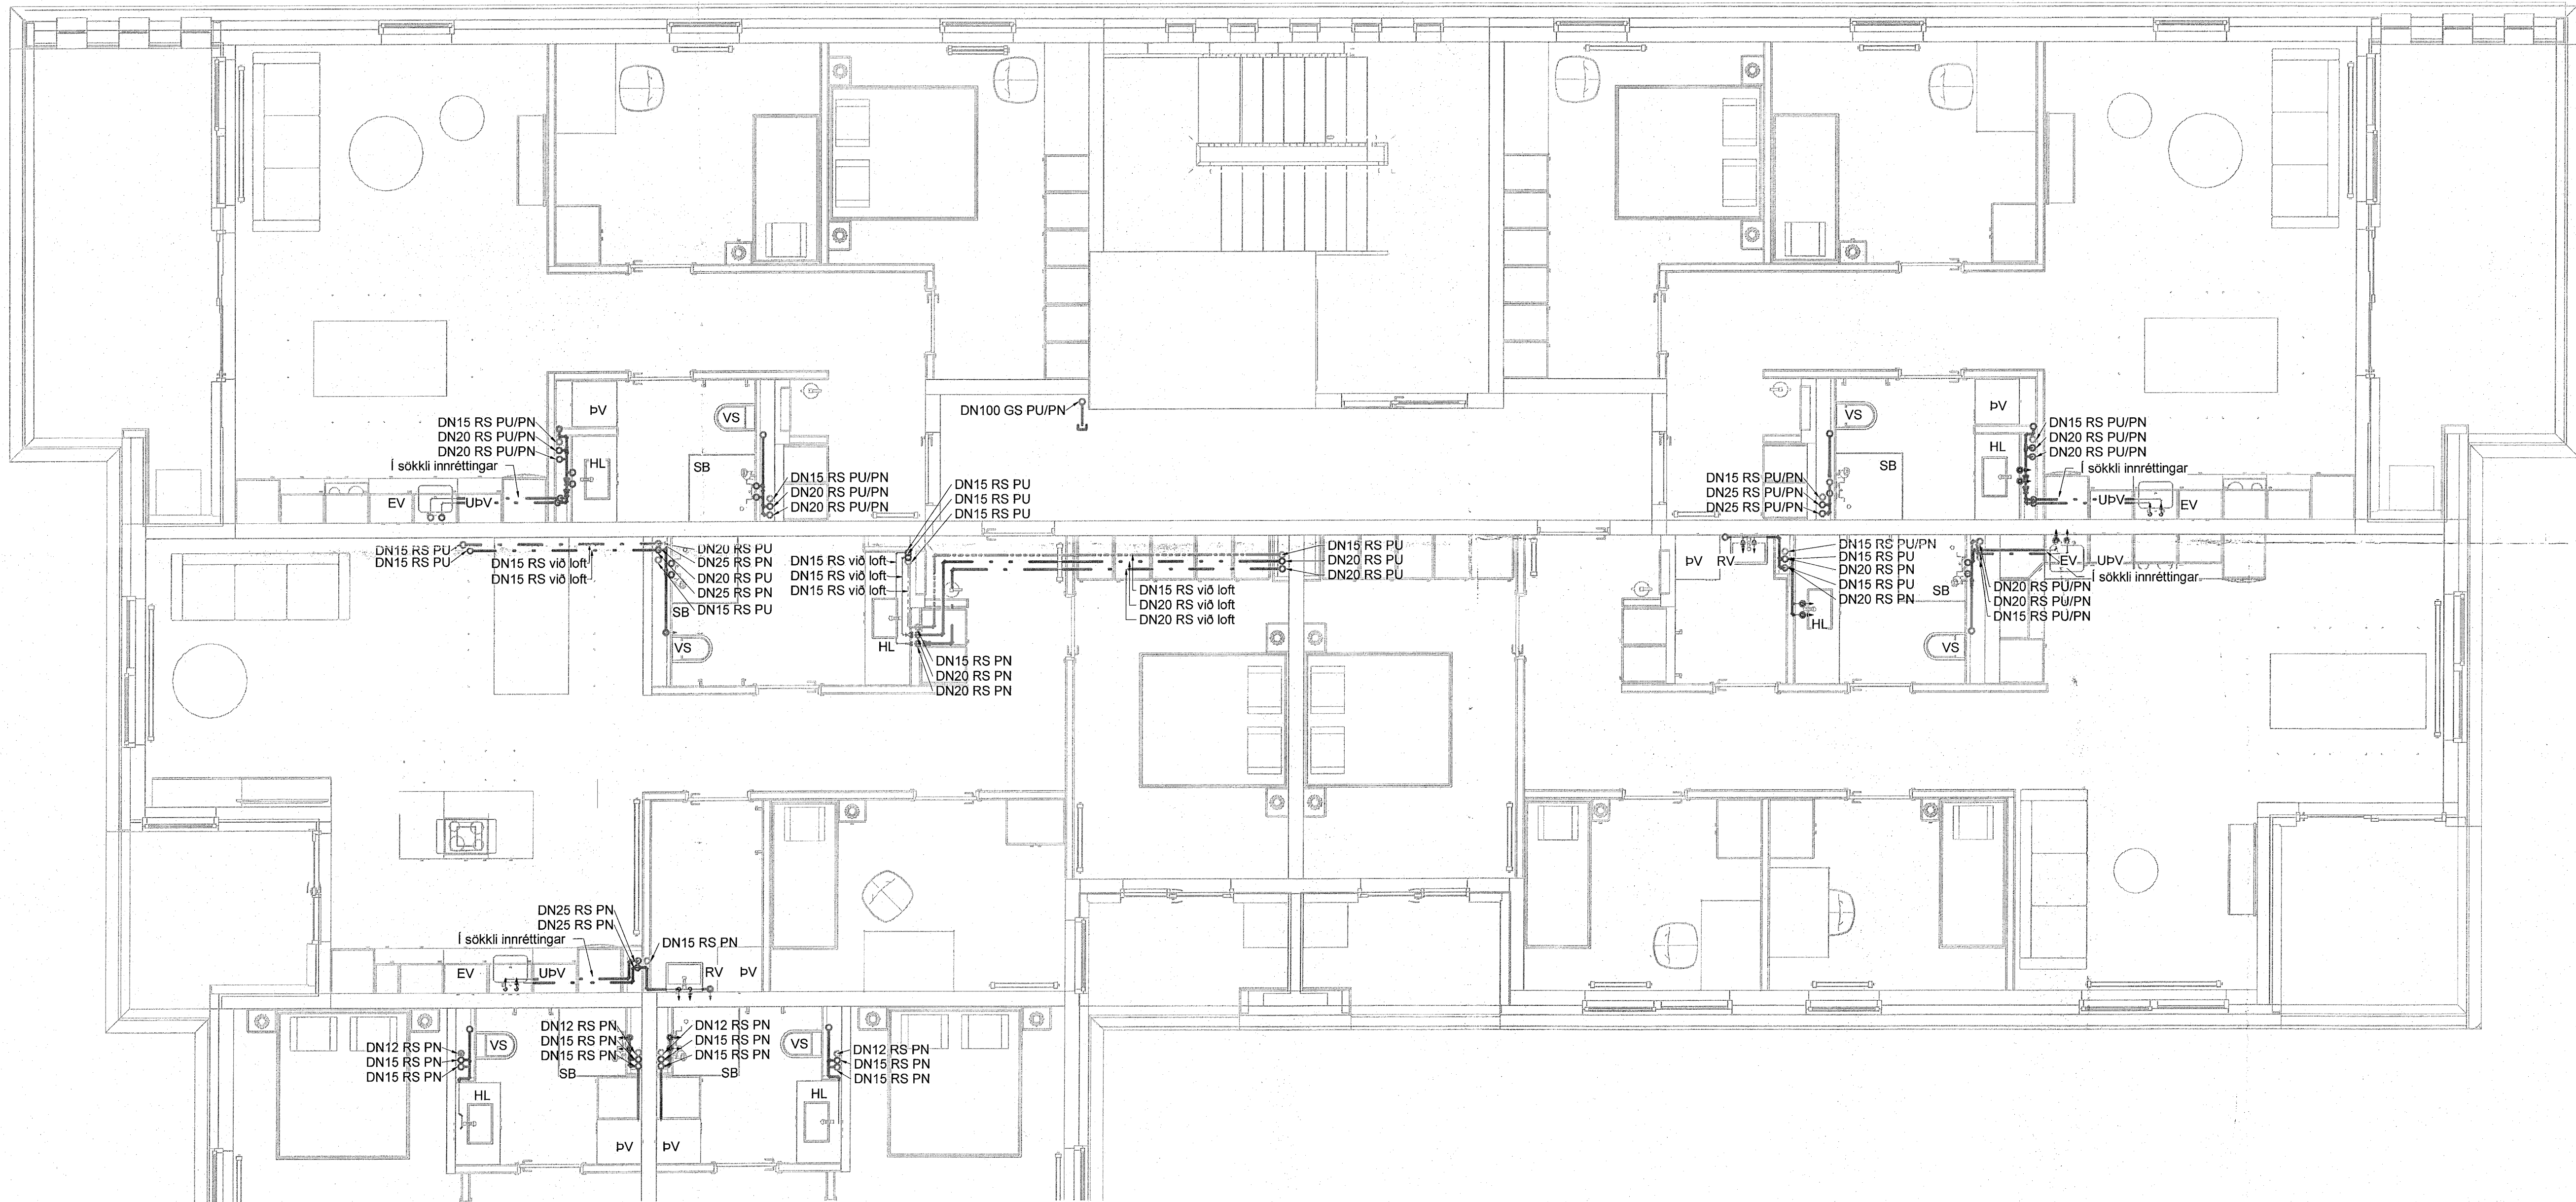 DN100 GS PU/PN
ÞV
VS
DN15 RS PU/PN
DN20 RS PU/PN
DN20 RS PU/PN
Í sökkli innréttingar
HL
SB
EV
UÞV
DN15 RS PU/PN
DN20 RS PU/PN
DN20 RS PU/PN
DN15 RS PU
DN15 RS PU
DN15 RS PU
VS
ÞV
SB
HL
DN15 RS PU/PN
DN25 RS PU/PN
DN25 RS PU/PN
DN15 RS PU/PN
DN20 RS PU/PN
DN20 RS PU/PN
Í sökkli innréttingar
UÞV
EV
DN15 RS PU
DN15 RS PU
DN15 RS við loft
DN15 RS við loft
DN20 RS PU
DN25 RS PN
DN20 RS PU
DN25 RS PN
DN15 RS PU
SB
VS
DN15 RS við loft
DN15 RS við loft
DN15 RS við loft
HL
DN15 RS PN
DN20 RS PN
DN20 RS PN
DN15 RS við loft
DN20 RS við loft
DN20 RS við loft
DN15 RS PU
DN20 RS PU
DN20 RS PU
ÞV
RV
DN15 RS PU/PN
DN15 RS PU
DN20 RS PN
DN15 RS PU
DN20 RS PN
HL
SB
VS
EV
UÞV
Í sökkli innréttingar
DN20 RS PU/PN
DN20 RS PU/PN
DN15 RS PU/PN
DN25 RS PN
DN25 RS PN
Í sökkli innréttingar
DN15 RS PN
EV
UÞV
RV
ÞV
DN12 RS PN
DN15 RS PN
DN15 RS PN
VS
HL
DN12 RS PN
DN15 RS PN
DN15 RS PN
SB
ÞV
DN12 RS PN
DN15 RS PN
DN15 RS PN
SB
ÞV
VS
HL
DN12 RS PN
DN15 RS PN
DN15 RS PN